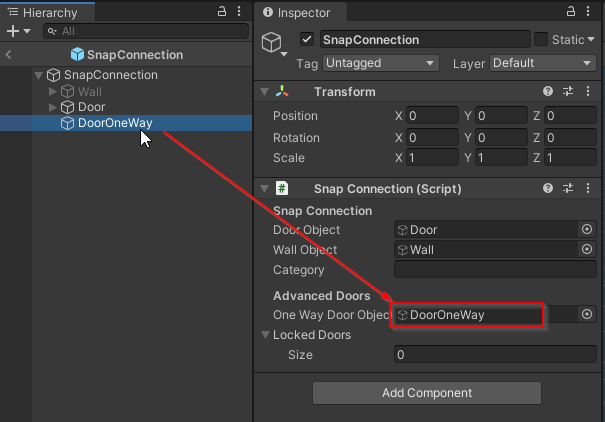 Hierarchy
All
SnapConnection
SnapConnection
Wall
Door
DoorOneWay
Inspector
SnapConnection
Static
Tag Untagged Layer Default
Transform
Position X 0 Y 0 Z 0
Rotation X 0 Y 0 Z 0
Scale X 1 Y 1 Z 1
# Snap Connection (Script)
Snap Connection
Door Object Door
Wall Object Wall
Category
Advanced Doors
One Way Door Object DoorOneWay
Locked Doors
Size 0
Add Component